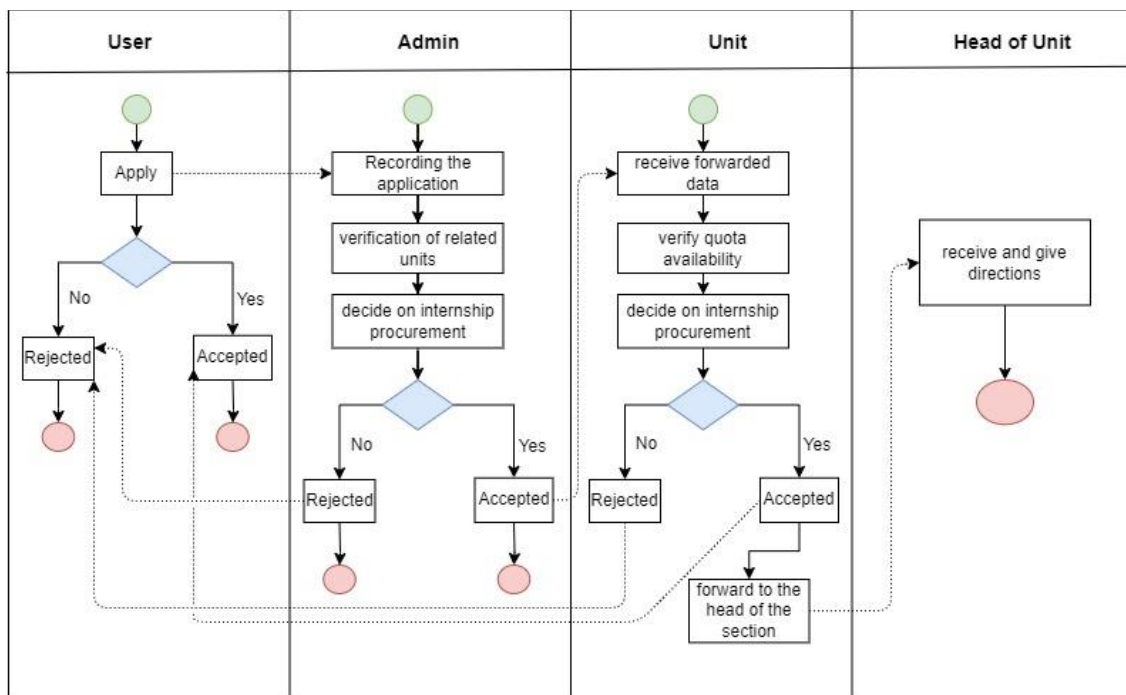 User
Admin
Unit
Head of Unit
Apply
No
Yes
Rejected
Accepted
Recording the
application
verification of related
units
decide on internship
procurement
No
Yes
Rejected
Accepted
receive forwarded
data
verify quota
availability
decide on internship
procurement
No
Yes
Rejected
Accepted
forward to the
head of the
section
receive and give
directions